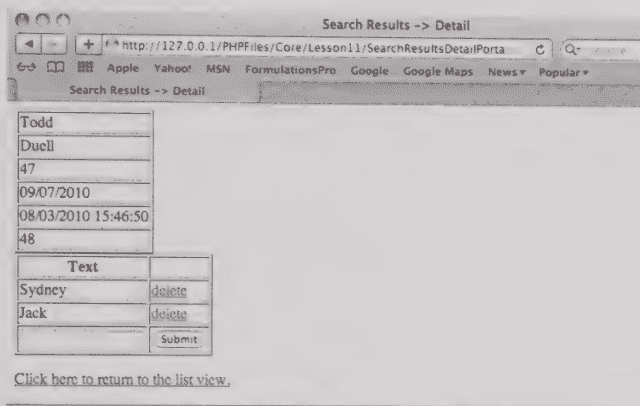 Search Results -> Detail
http://127.0.0.1/PHPFiles/Core/Lesson11/SearchResultsDetailPorta
Q-
Apple Yahoo! MSN FormulationsPro Google Google Maps News▾ Popular▾
Search Results -> Detail
Todd
Duell
47
09/07/2010
08/03/2010 15:46:50
48
Text
Sydney delete
Jack delete
Submit
Click here to return to the list view.